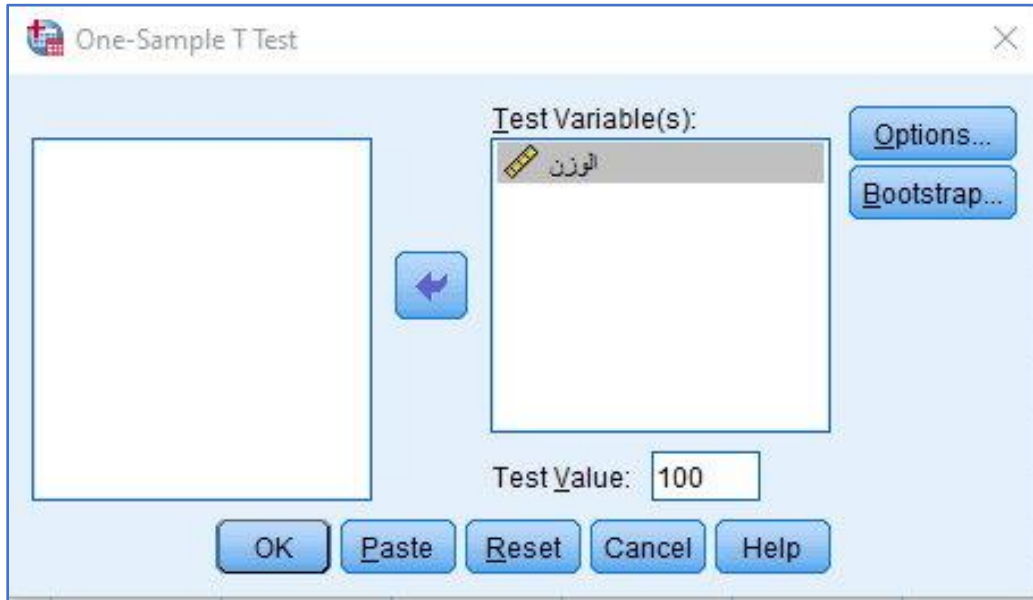 One-Sample T Test
Test Variable(s):
الوزن
Options...
Bootstrap...
Test Value: 100
OK Paste Reset Cancel Help